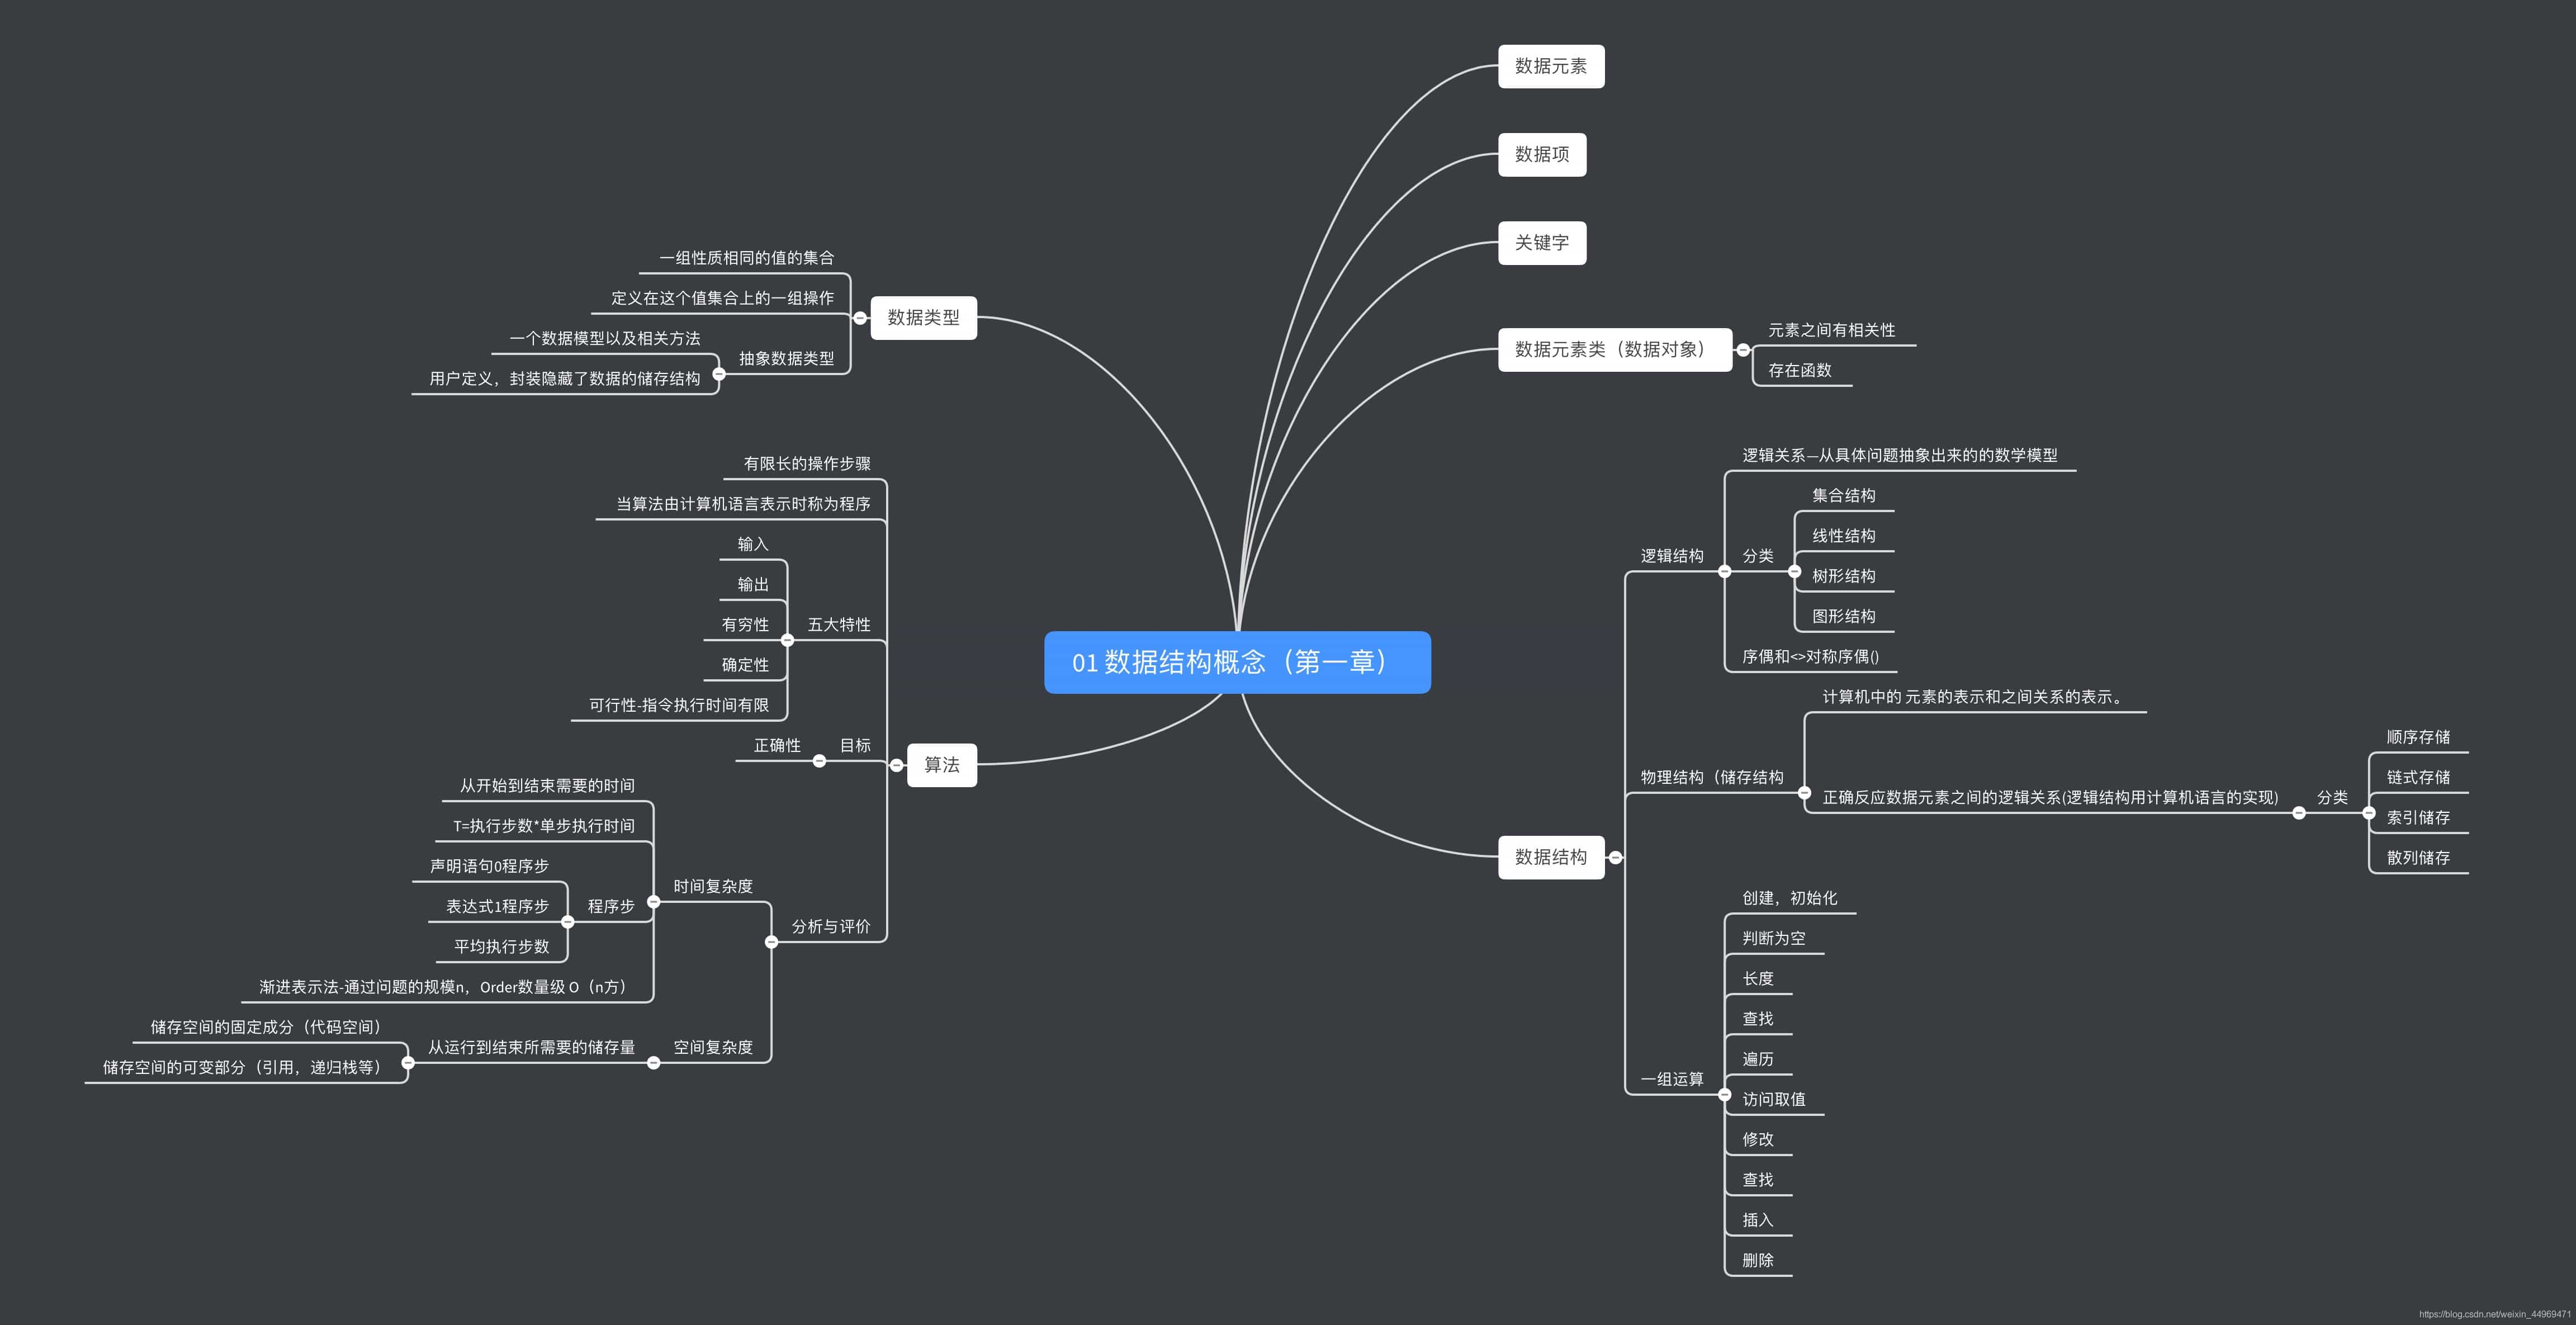 01 数据结构概念（第一章）
数据元素
数据项
关键字
数据元素类（数据对象）
元素之间有相关性
存在函数
数据结构
逻辑结构
逻辑关系—从具体问题抽象出来的的数学模型
分类
集合结构
线性结构
树形结构
图形结构
序偶和<>对称序偶()
物理结构（储存结构
计算机中的 元素的表示和之间关系的表示。
正确反应数据元素之间的逻辑关系(逻辑结构用计算机语言的实现)
分类
顺序存储
链式存储
索引储存
散列储存
一组运算
创建，初始化
判断为空
长度
查找
遍历
访问取值
修改
查找
插入
删除
数据类型
一组性质相同的值的集合
定义在这个值集合上的一组操作
抽象数据类型
一个数据模型以及相关方法
用户定义，封装隐藏了数据的储存结构
算法
有限长的操作步骤
当算法由计算机语言表示时称为程序
五大特性
输入
输出
有穷性
确定性
可行性-指令执行时间有限
目标
正确性
分析与评价
时间复杂度
从开始到结束需要的时间
T=执行步数*单步执行时间
程序步
声明语句0程序步
表达式1程序步
平均执行步数
渐进表示法-通过问题的规模n，Order数量级 O（n方）
空间复杂度
从运行到结束所需要的储存量
储存空间的固定成分（代码空间）
储存空间的可变部分（引用，递归栈等）
https://blog.csdn.net/weixin_44969471